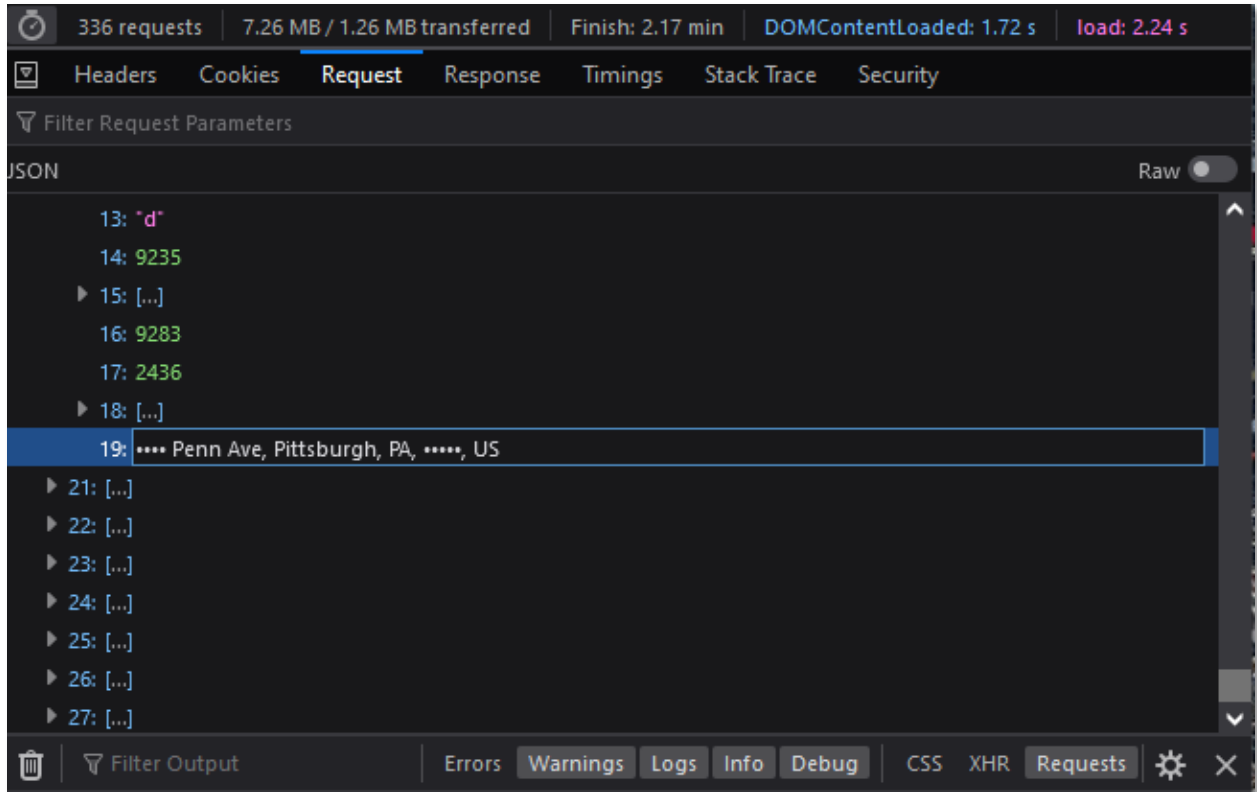 336 requests 7.26 MB / 1.26 MB transferred Finish: 2.17 min DOMContentLoaded: 1.72 s load: 2.24 s
Headers Cookies Request Response Timings Stack Trace Security
Filter Request Parameters
JSON Raw
13: "d"
14: 9235
15: […]
16: 9283
17: 2436
18: […]
19: •••• Penn Ave, Pittsburgh, PA, •••••, US
21: […]
22: […]
23: […]
24: […]
25: […]
26: […]
27: […]
Filter Output Errors Warnings Logs Info Debug CSS XHR Requests